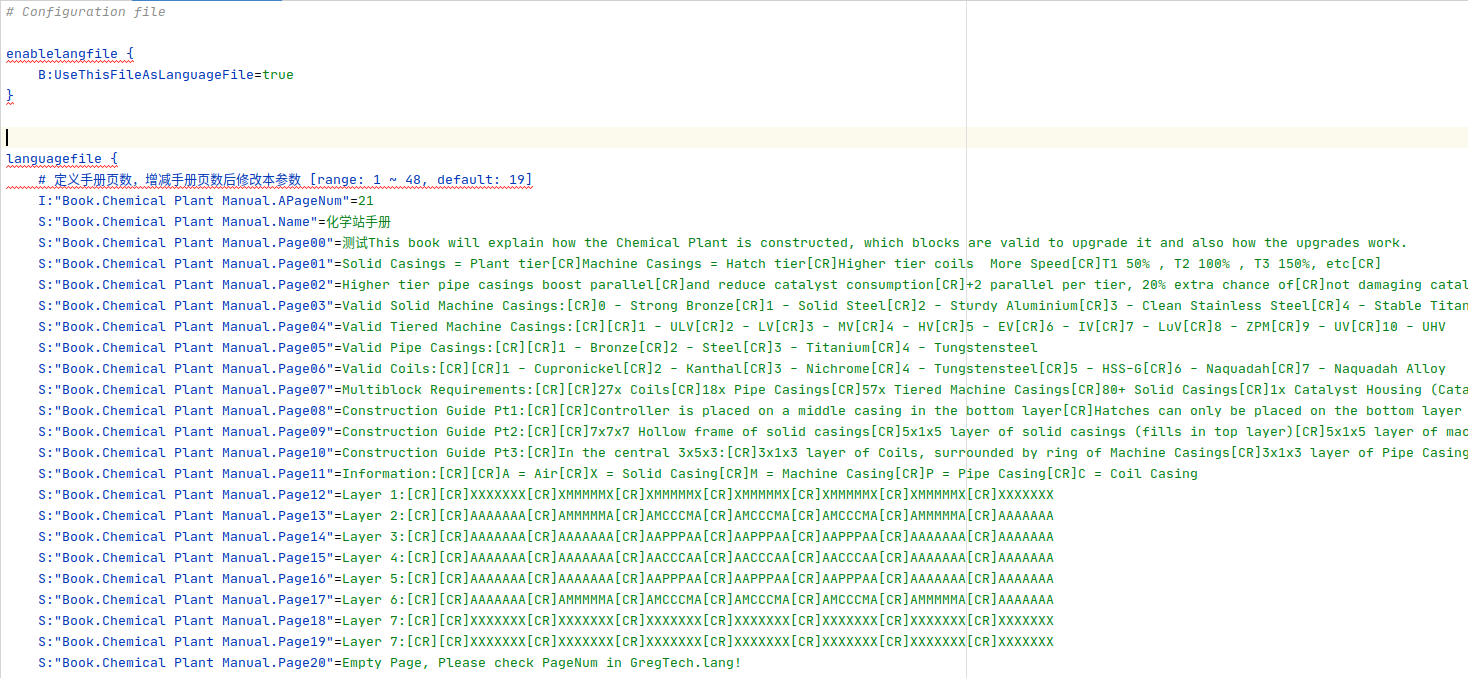 # Configuration file
enablelangfile {
B:UseThisFileAsLanguageFile=true
}
languagefile {
# 定义手册页数，增减手册页数后修改本参数 [range: 1 ~ 48, default: 19]
I:"Book.Chemical Plant Manual.APageNum"=21
S:"Book.Chemical Plant Manual.Name"=化学站手册
S:"Book.Chemical Plant Manual.Page00"=测试This book will explain how the Chemical Plant is constructed, which blocks are valid to upgrade it and also how the upgrades work.
S:"Book.Chemical Plant Manual.Page01"=Solid Casings = Plant tier[CR]Machine Casings = Hatch tier[CR]Higher tier coils  More Speed[CR]T1 50% , T2 100% , T3 150%, etc[CR]
S:"Book.Chemical Plant Manual.Page02"=Higher tier pipe casings boost parallel[CR]and reduce catalyst consumption[CR]+2 parallel per tier, 20% extra chance of[CR]not damaging catal
S:"Book.Chemical Plant Manual.Page03"=Valid Solid Machine Casings:[CR]0 - Strong Bronze[CR]1 - Solid Steel[CR]2 - Sturdy Aluminium[CR]3 - Clean Stainless Steel[CR]4 - Stable Titan
S:"Book.Chemical Plant Manual.Page04"=Valid Tiered Machine Casings:[CR][CR]1 - ULV[CR]2 - LV[CR]3 - MV[CR]4 - HV[CR]5 - EV[CR]6 - IV[CR]7 - LuV[CR]8 - ZPM[CR]9 - UV[CR]10 - UHV
S:"Book.Chemical Plant Manual.Page05"=Valid Pipe Casings:[CR][CR]1 - Bronze[CR]2 - Steel[CR]3 - Titanium[CR]4 - Tungstensteel
S:"Book.Chemical Plant Manual.Page06"=Valid Coils:[CR][CR]1 - Cupronickel[CR]2 - Kanthal[CR]3 - Nichrome[CR]4 - Tungstensteel[CR]5 - HSS-G[CR]6 - Naquadah[CR]7 - Naquadah Alloy
S:"Book.Chemical Plant Manual.Page07"=Multiblock Requirements:[CR][CR]27x Coils[CR]18x Pipe Casings[CR]57x Tiered Machine Casings[CR]80+ Solid Casings[CR]1x Catalyst Housing (Cata
S:"Book.Chemical Plant Manual.Page08"=Construction Guide Pt1:[CR][CR]Controller is placed on a middle casing in the bottom layer[CR]Hatches can only be placed on the bottom layer
S:"Book.Chemical Plant Manual.Page09"=Construction Guide Pt2:[CR][CR]7x7x7 Hollow frame of solid casings[CR]5x1x5 layer of solid casings (fills in top layer)[CR]5x1x5 layer of mac
S:"Book.Chemical Plant Manual.Page10"=Construction Guide Pt3:[CR]In the central 3x5x3:[CR]3x1x3 layer of Coils, surrounded by ring of Machine Casings[CR]3x1x3 layer of Pipe Casing
S:"Book.Chemical Plant Manual.Page11"=Information:[CR][CR]A = Air[CR]X = Solid Casing[CR]M = Machine Casing[CR]P = Pipe Casing[CR]C = Coil Casing
S:"Book.Chemical Plant Manual.Page12"=Layer 1:[CR][CR]XXXXXXX[CR]XMMMMMX[CR]XMMMMMX[CR]XMMMMMX[CR]XMMMMMX[CR]XMMMMMX[CR]XXXXXXX
S:"Book.Chemical Plant Manual.Page13"=Layer 2:[CR][CR]AAAAAAA[CR]AMMMMMA[CR]AMCCCMA[CR]AMCCCMA[CR]AMCCCMA[CR]AMMMMMA[CR]AAAAAAA
S:"Book.Chemical Plant Manual.Page14"=Layer 3:[CR][CR]AAAAAAA[CR]AAAAAAA[CR]AAPPPAA[CR]AAPPPAA[CR]AAPPPAA[CR]AAAAAAA[CR]AAAAAAA
S:"Book.Chemical Plant Manual.Page15"=Layer 4:[CR][CR]AAAAAAA[CR]AAAAAAA[CR]AACCCAA[CR]AACCCAA[CR]AACCCAA[CR]AAAAAAA[CR]AAAAAAA
S:"Book.Chemical Plant Manual.Page16"=Layer 5:[CR][CR]AAAAAAA[CR]AAAAAAA[CR]AAPPPAA[CR]AAPPPAA[CR]AAPPPAA[CR]AAAAAAA[CR]AAAAAAA
S:"Book.Chemical Plant Manual.Page17"=Layer 6:[CR][CR]AAAAAAA[CR]AMMMMMA[CR]AMCCCMA[CR]AMCCCMA[CR]AMCCCMA[CR]AMMMMMA[CR]AAAAAAA
S:"Book.Chemical Plant Manual.Page18"=Layer 7:[CR][CR]XXXXXXX[CR]XXXXXXX[CR]XXXXXXX[CR]XXXXXXX[CR]XXXXXXX[CR]XXXXXXX[CR]XXXXXXX
S:"Book.Chemical Plant Manual.Page19"=Layer 7:[CR][CR]XXXXXXX[CR]XXXXXXX[CR]XXXXXXX[CR]XXXXXXX[CR]XXXXXXX[CR]XXXXXXX[CR]XXXXXXX
S:"Book.Chemical Plant Manual.Page20"=Empty Page, Please check PageNum in GregTech.lang!